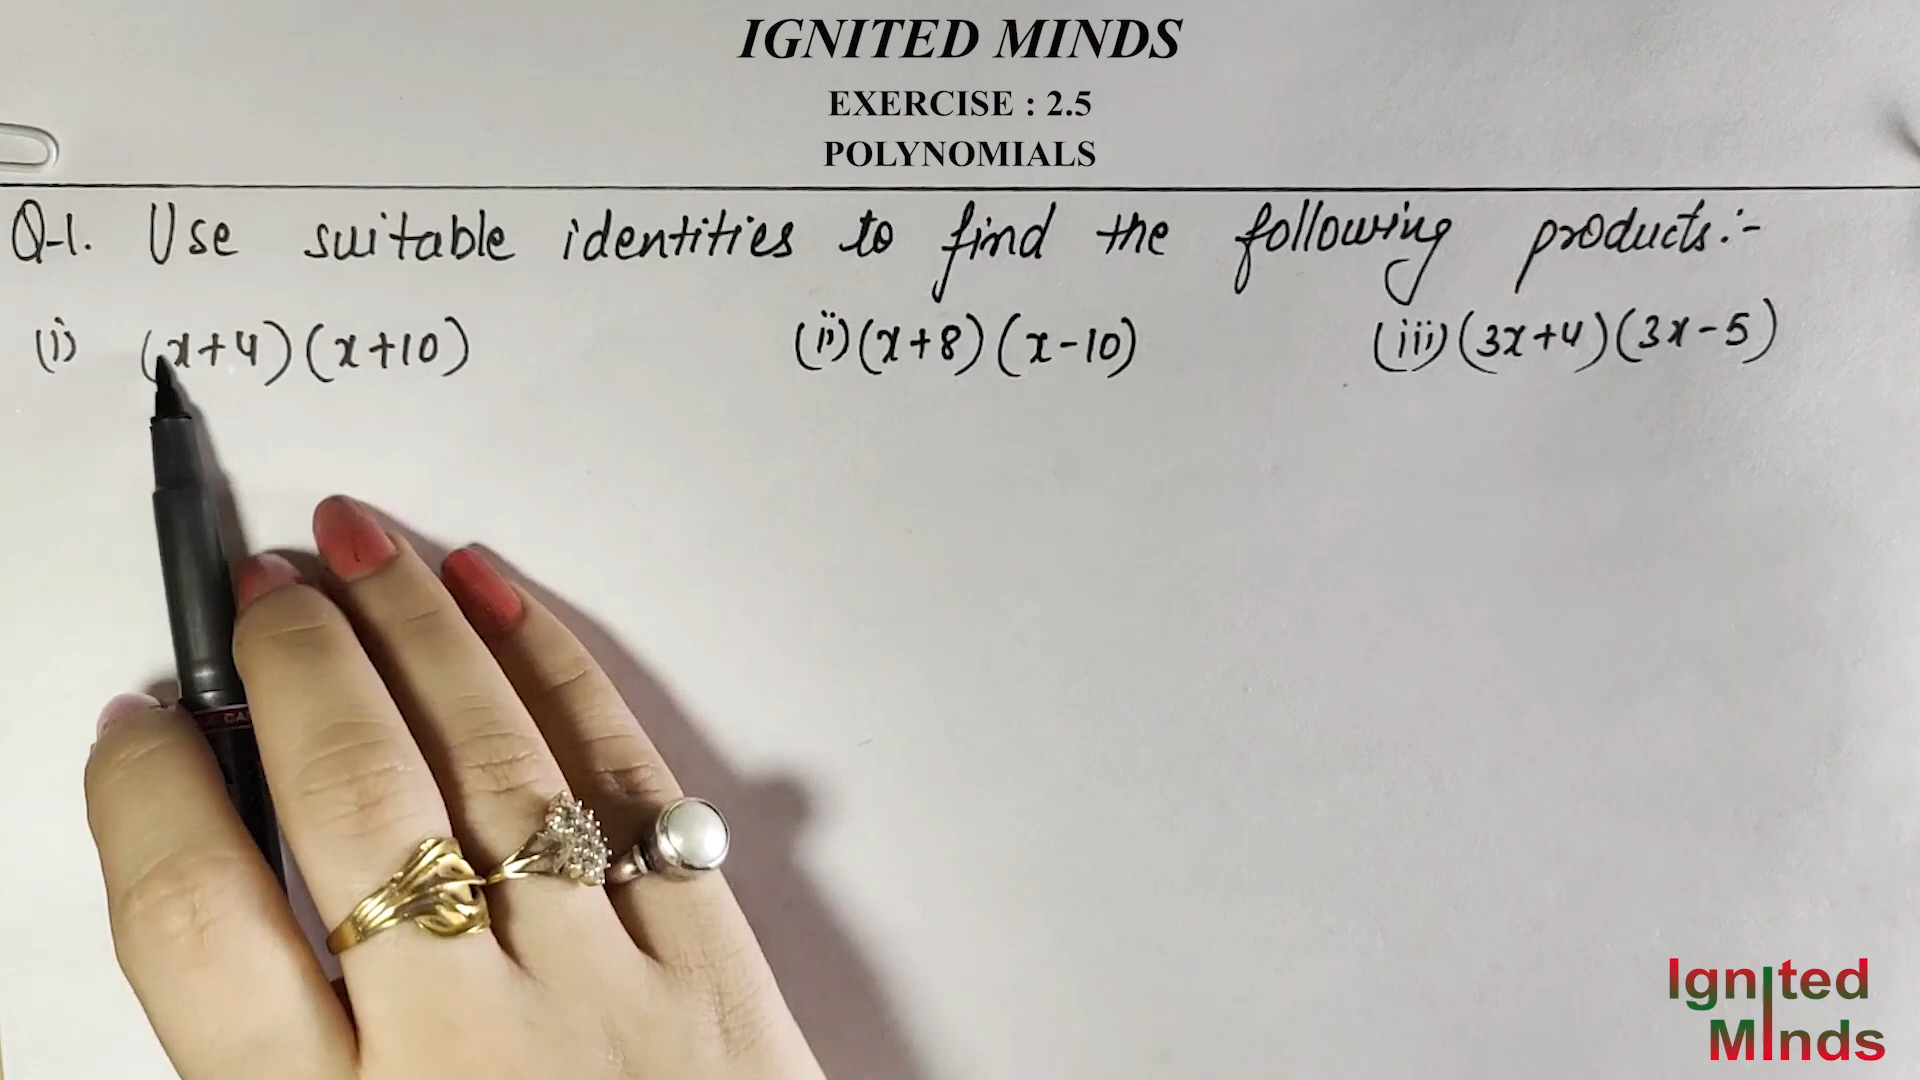 IGNITED MINDS
EXERCISE : 2.5
POLYNOMIALS
Q-1. Use suitable identities to find the following products:-
(i) (x+4)(x+10) (ii) (x+8)(x-10) (iii) (3x+4)(3x-5)
CA
Ignited
Minds